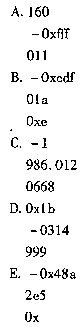 A. 160
-0xfff
011
B. -0xcdf
01a
0xe
C. -1
986.012
0668
D. 0x1b
-0314
999
E. -0x48a
2e5
0x